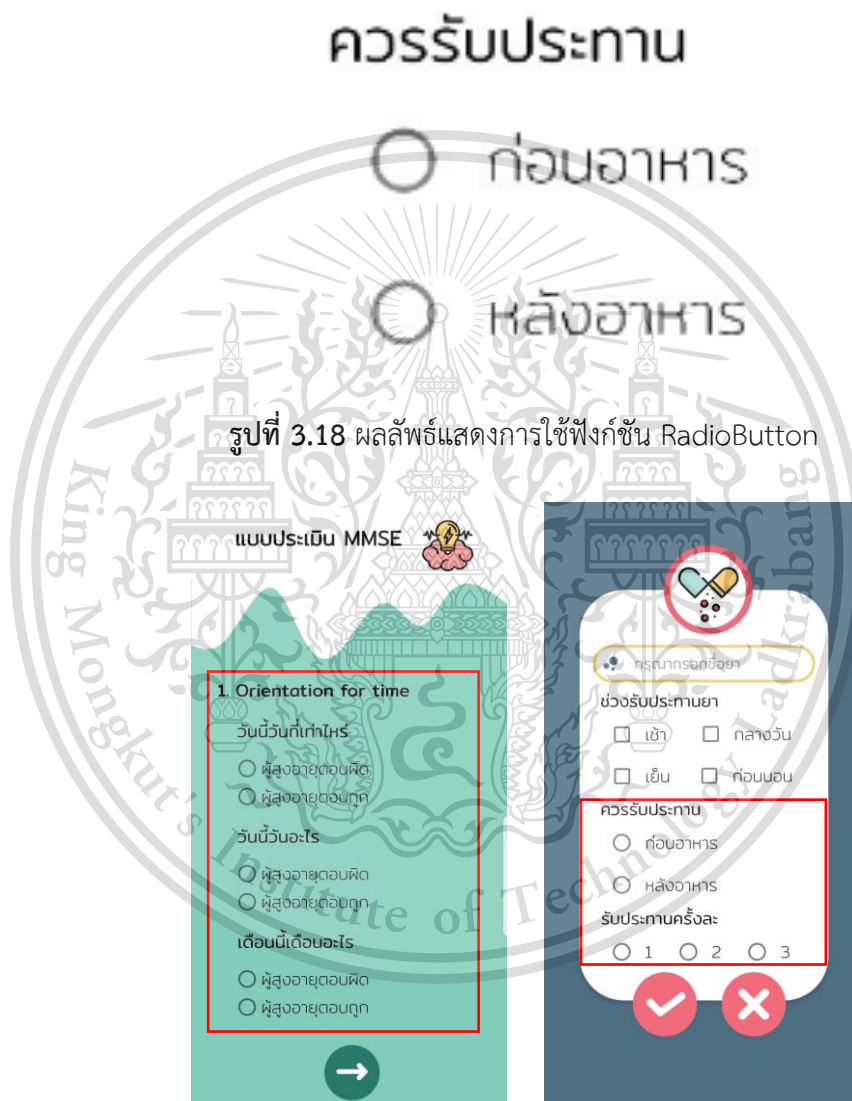 ควรรับประทาน
ก่อนอาหาร
หลังอาหาร
รูปที่ 3.18 ผลลัพธ์แสดงการใช้ฟังก์ชัน RadioButton
King Mongkut's Institute of Technology Ladkrabang
แบบประเมิน MMSE
1. Orientation for time
วันนี้วันที่เท่าไหร่
ผู้สูงอายุตอบผิด
ผู้สูงอายุตอบถูก
วันนี้วันอะไร
ผู้สูงอายุตอบผิด
ผู้สูงอายุตอบถูก
เดือนนี้เดือนอะไร
ผู้สูงอายุตอบผิด
ผู้สูงอายุตอบถูก
กรุณากรอกชื่อยา
ช่วงรับประทานยา
เช้า กลางวัน
เย็น ก่อนนอน
ควรรับประทาน
ก่อนอาหาร
หลังอาหาร
รับประทานครั้งละ
1 2 3